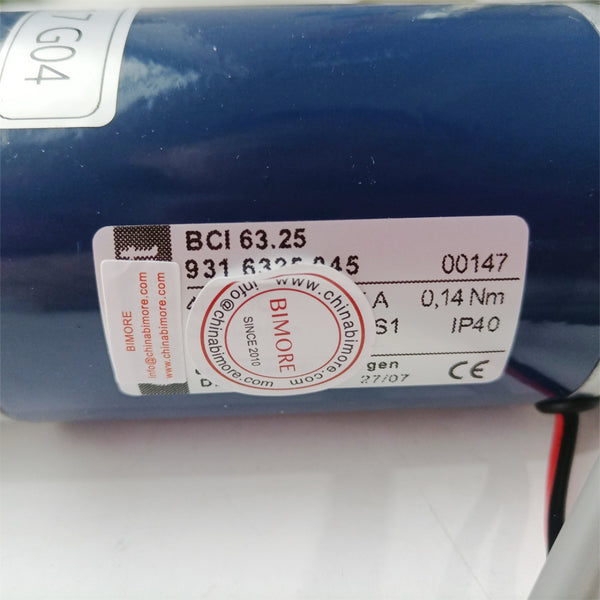 7G04
BCI 63.25
931 6325 045
00147
A 0,14 Nm
S1 IP40
gen
27/07 CE
BIMORE
info@chinabimore.com
www.chinabimore.com
www.chinabimore.com
info@chinabimore.com
BIMORE
SINCE 2010